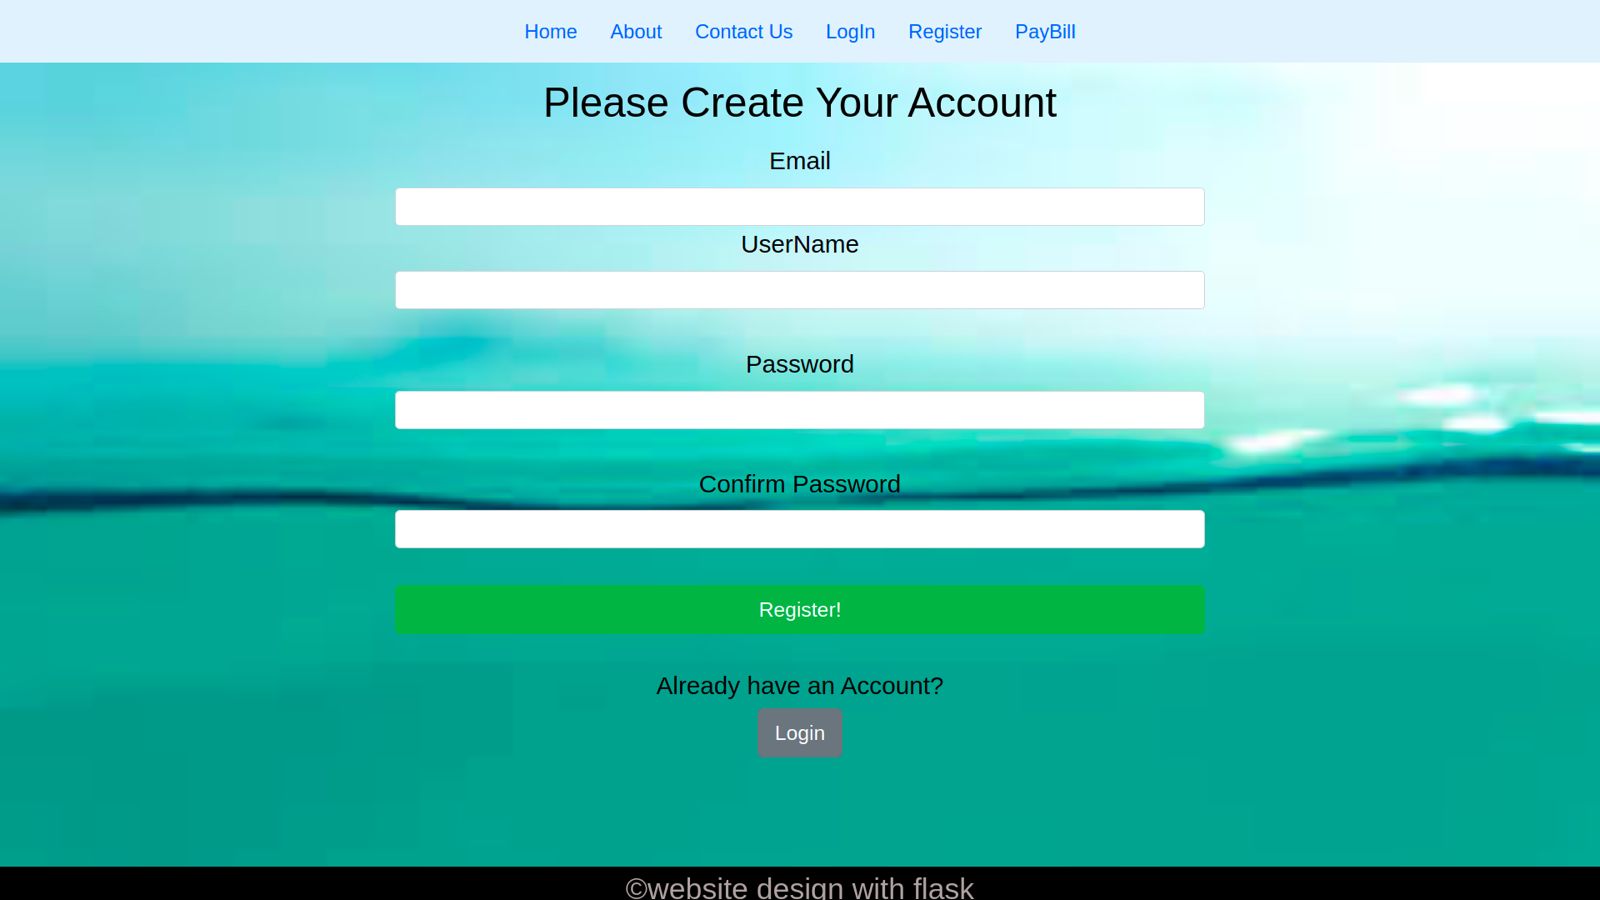 Home About Contact Us LogIn Register PayBill
Please Create Your Account
Email
UserName
Password
Confirm Password
Register!
Already have an Account?
Login
©website design with flask